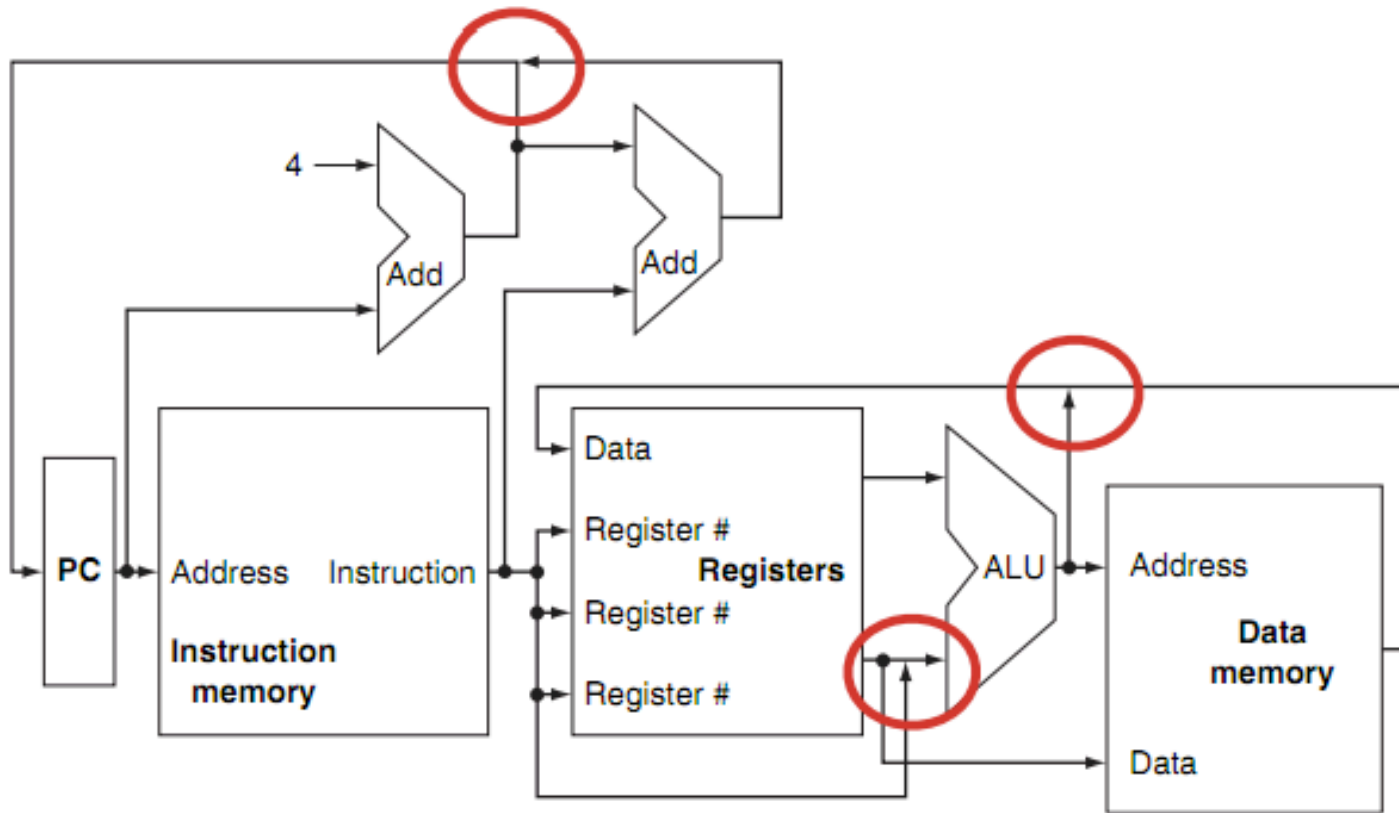 4
Add
Add
PC
Address
Instruction
Instruction
memory
Data
Register #
Registers
Register #
Register #
ALU
Address
Data
memory
Data